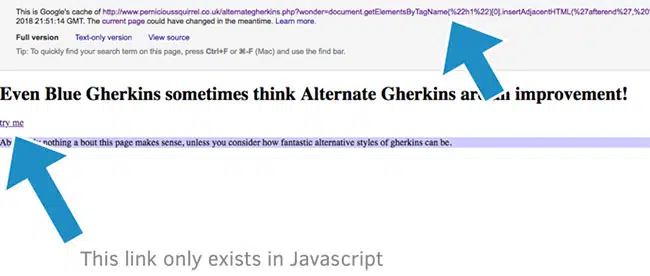 This is Google's cache of http://www.pernicioussquirrel.co.uk/alternategherkins.php?wonder=document.getElementsByTagName(%22h1%22)[0].insertAdjacentHTML(%27afterend%27,%20
2018 21:51:14 GMT. The current page could have changed in the meantime. Learn more.
Full version Text-only version View source
Tip: To quickly find your search term on this page, press Ctrl+F or ⌘-F (Mac) and use the find bar.
Even Blue Gherkins sometimes think Alternate Gherkins are an improvement!
try me
nothing a bout this page makes sense, unless you consider how fantastic alternative styles of gherkins can be.
This link only exists in Javascript